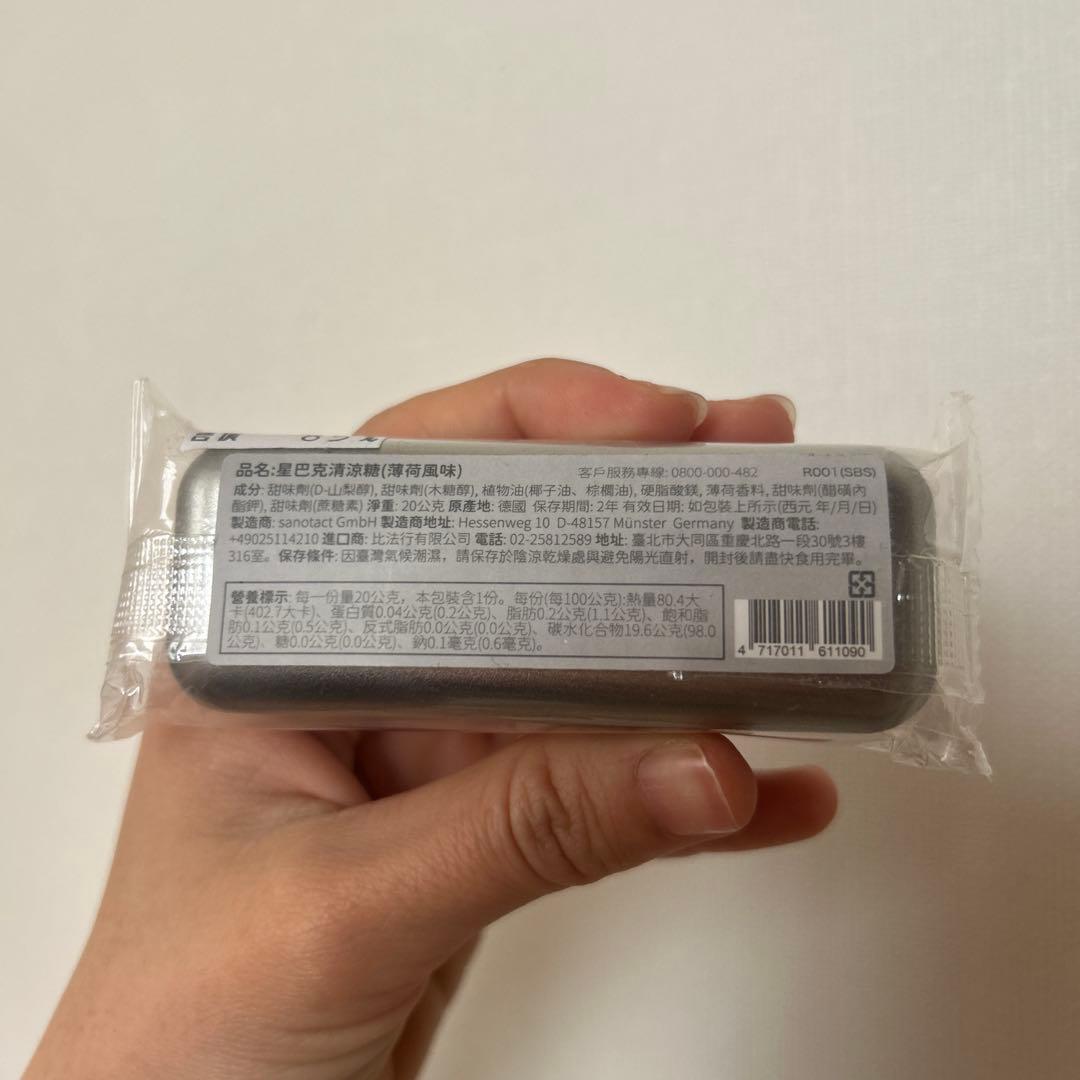 品名:星巴克清涼糖(薄荷風味) 客戶服務專線: 0800-000-482 R001(SBS)
成分: 甜味劑(D-山梨醇), 甜味劑(木糖醇), 植物油(椰子油、棕櫚油), 硬脂酸鎂, 薄荷香料, 甜味劑(醋磺內
酯鉀), 甜味劑(蔗糖素) 淨重: 20公克 原產地: 德國 保存期間: 2年 有效日期: 如包裝上所示(西元 年/月/日)
製造商: sanotact GmbH 製造商地址: Hessenweg 10 D-48157 Münster Germany 製造商電話:
+49025114210 進口商: 比法行有限公司 電話: 02-25812589 地址: 臺北市大同區重慶北路一段30號3樓
316室。保存條件: 因臺灣氣候潮濕，請保存於陰涼乾燥處與避免陽光直射，開封後請盡快食用完畢。
營養標示: 每一份量20公克，本包裝含1份。每份(每100公克):熱量80.4大
卡(402.7大卡)、蛋白質0.04公克(0.2公克)、脂肪0.2公克(1.1公克)、飽和脂
肪0.1公克(0.5公克)、反式脂肪0.0公克(0.0公克)、碳水化合物19.6公克(98.0
公克)、糖0.0公克(0.0公克)、鈉0.1毫克(0.6毫克)。
4 717011 611090